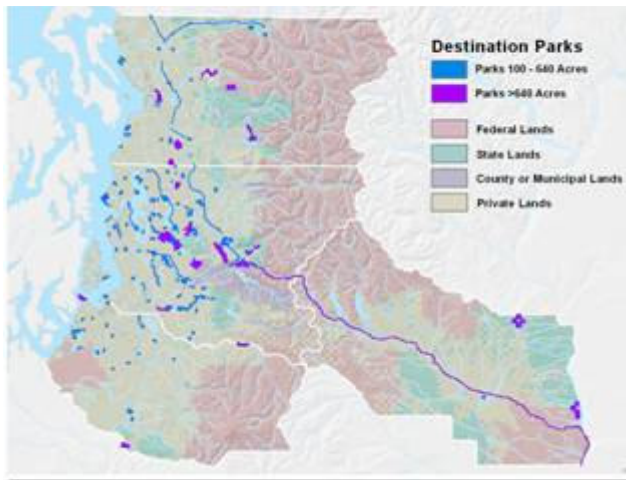 Destination Parks
Parks 100 - 640 Acres
Parks >640 Acres
Federal Lands
State Lands
County or Municipal Lands
Private Lands